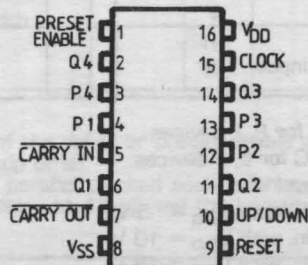 PRESET
ENABLE 1 16 VDD
Q4 2 15 CLOCK
P4 3 14 Q3
P1 4 13 P3
CARRY IN 5 12 P2
Q1 6 11 Q2
CARRY OUT 7 10 UP/DOWN
VSS 8 9 RESET